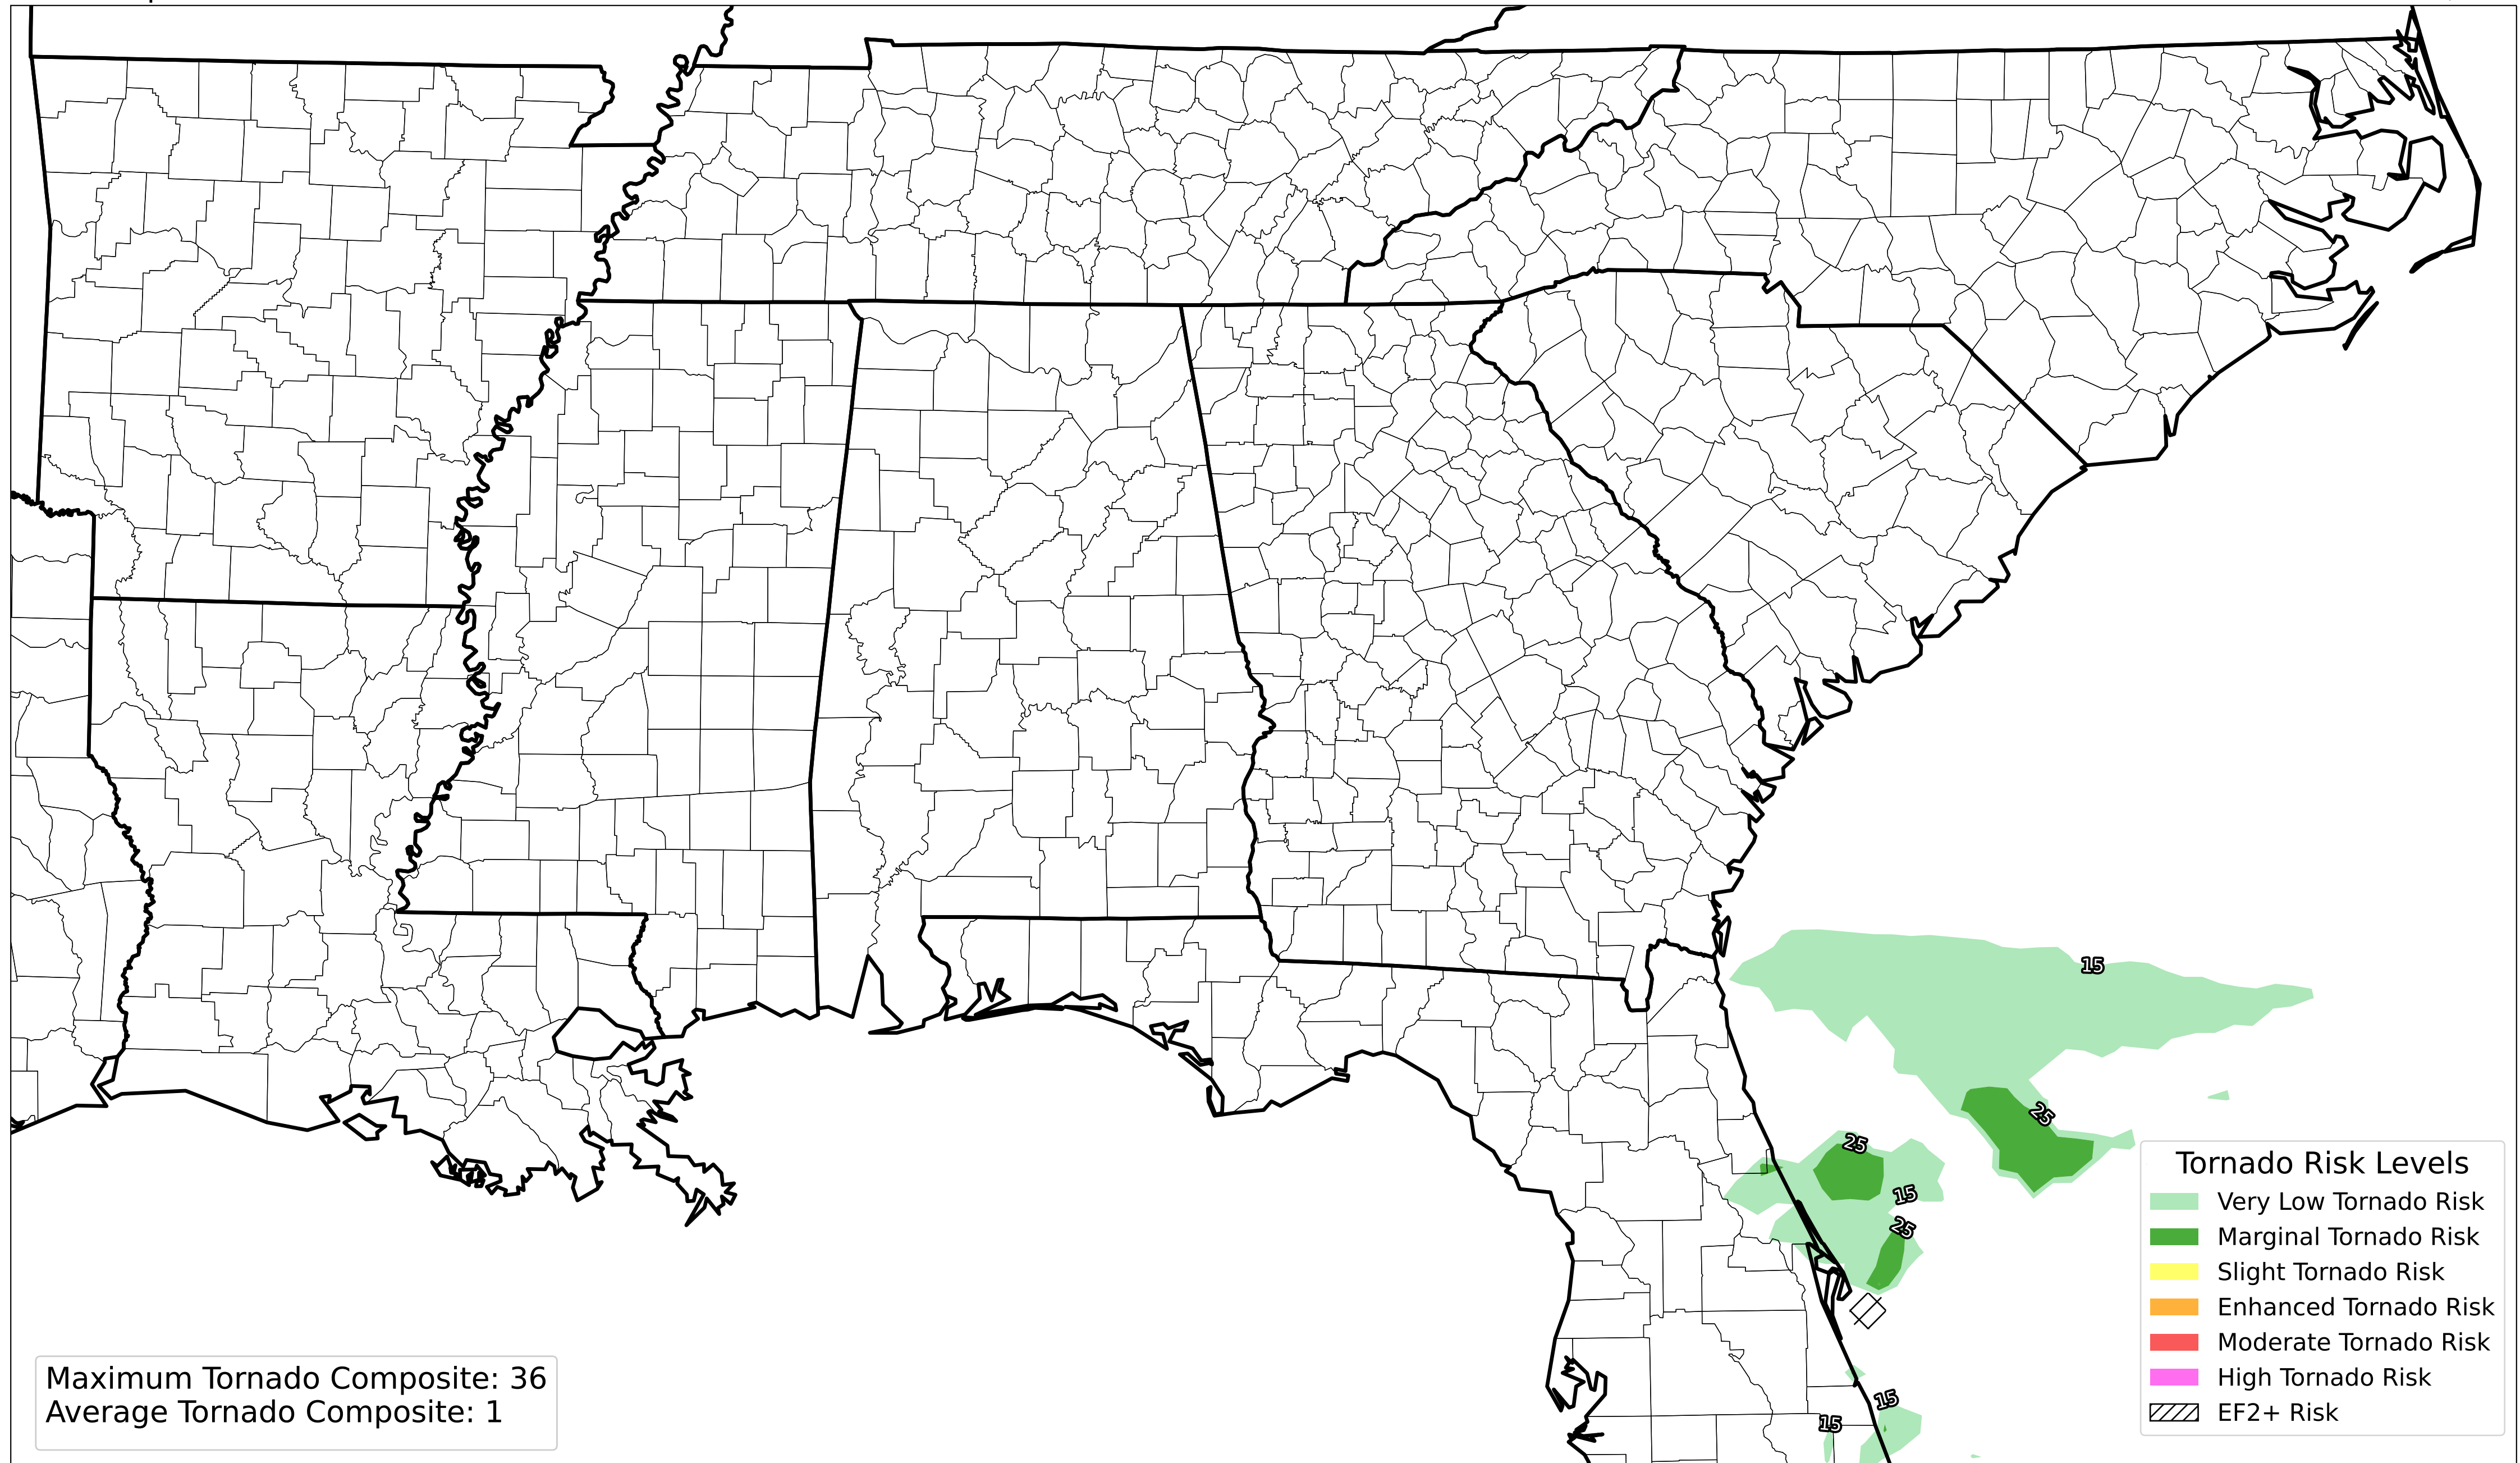 15
25
25
15
25
15
15
Tornado Risk Levels
Very Low Tornado Risk
Marginal Tornado Risk
Slight Tornado Risk
Enhanced Tornado Risk
Moderate Tornado Risk
High Tornado Risk
EF2+ Risk
Maximum Tornado Composite: 36
Average Tornado Composite: 1